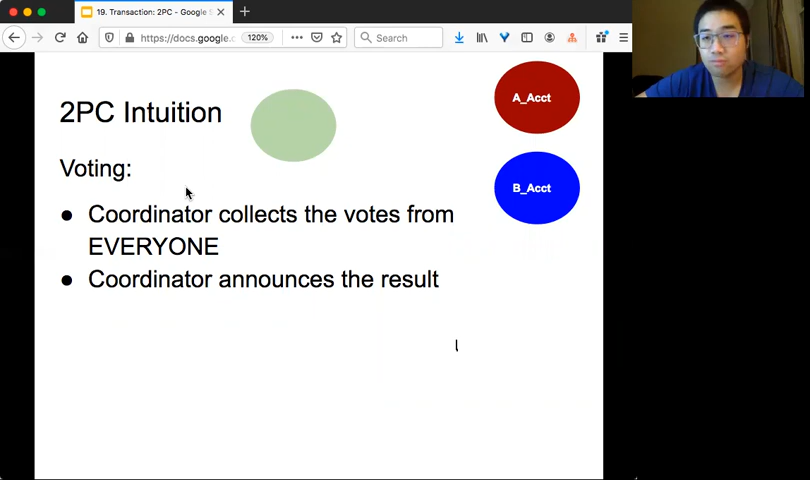 19. Transaction: 2PC - Google S
https://docs.google.c
120%
Search
2PC Intuition
A_Acct
Voting:
B_Acct
● Coordinator collects the votes from
EVERYONE
● Coordinator announces the result